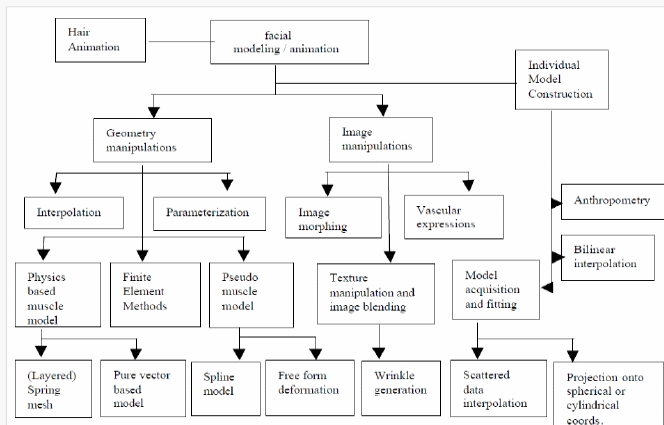 Hair
Animation
facial
modeling / animation
Individual
Model
Construction
Geometry
manipulations
Image
manipulations
Interpolation
Parameterization
Image
morphing
Vascular
expressions
Anthropometry
Bilinear
interpolation
Physics
based
muscle
model
Finite
Element
Methods
Pseudo
muscle
model
Texture
manipulation and
image blending
Model
acquisition
and fitting
(Layered)
Spring
mesh
Pure vector
based
model
Spline
model
Free form
deformation
Wrinkle
generation
Scattered
data
interpolation
Projection onto
spherical or
cylindrical
coords.